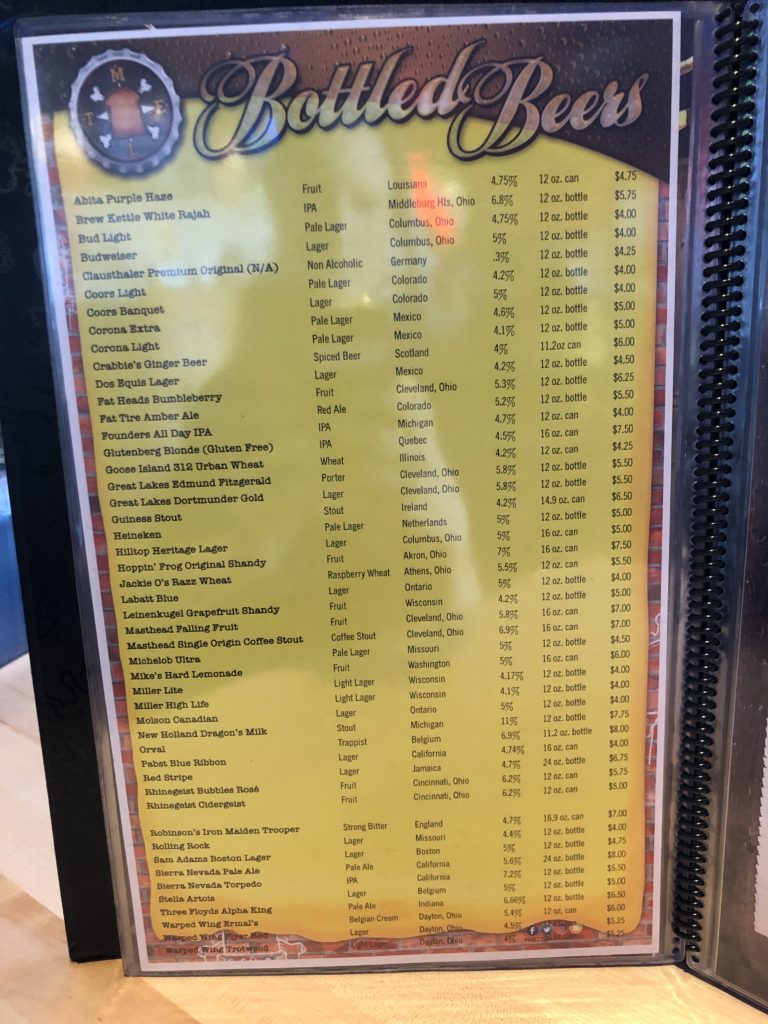 M E L T
Bottled Beers
Abita Purple Haze Fruit Louisiana 4.75% 12 oz. can $4.75
Brew Kettle White Rajah IPA Middleburg Hts, Ohio 6.8% 12 oz. bottle $5.75
Bud Light Pale Lager Columbus, Ohio 4.75% 12 oz. bottle $4.00
Budweiser Lager Columbus, Ohio 5% 12 oz. bottle $4.00
Clausthaler Premium Original (N/A) Non Alcoholic Germany .3% 12 oz. bottle $4.25
Coors Light Pale Lager Colorado 4.2% 12 oz. bottle $4.00
Coors Banquet Lager Colorado 5% 12 oz. bottle $4.00
Corona Extra Pale Lager Mexico 4.6% 12 oz. bottle $5.00
Corona Light Pale Lager Mexico 4.1% 12 oz. bottle $5.00
Crabbie's Ginger Beer Spiced Beer Scotland 4% 11.2oz can $6.00
Dos Equis Lager Lager Mexico 4.2% 12 oz. bottle $4.50
Fat Heads Bumbleberry Fruit Cleveland, Ohio 5.3% 12 oz. bottle $6.25
Fat Tire Amber Ale Red Ale Colorado 5.2% 12 oz. bottle $5.50
Founders All Day IPA IPA Michigan 4.7% 12 oz. can $4.00
Glutenberg Blonde (Gluten Free) IPA Quebec 4.5% 16 oz. can $7.50
Goose Island 312 Urban Wheat Wheat Illinois 4.2% 12 oz. can $4.25
Great Lakes Edmund Fitzgerald Porter Cleveland, Ohio 5.8% 12 oz. bottle $5.50
Great Lakes Dortmunder Gold Lager Cleveland, Ohio 5.8% 12 oz. bottle $5.50
Guiness Stout Stout Ireland 4.2% 14.9 oz. can $6.50
Heineken Pale Lager Netherlands 5% 12 oz. bottle $5.00
Hilltop Heritage Lager Lager Columbus, Ohio 5% 16 oz. can $5.00
Hoppin' Frog Original Shandy Fruit Akron, Ohio 7% 16 oz. can $7.50
Jackie O's Razz Wheat Raspberry Wheat Athens, Ohio 5.5% 12 oz. can $5.50
Labatt Blue Lager Ontario 5% 12 oz. bottle $4.00
Leinenkugel Grapefruit Shandy Fruit Wisconsin 4.2% 12 oz. bottle $5.00
Masthead Falling Fruit Fruit Cleveland, Ohio 5.8% 16 oz. can $7.00
Masthead Single Origin Coffee Stout Coffee Stout Cleveland, Ohio 6.9% 16 oz. can $7.00
Michelob Ultra Pale Lager Missouri 5% 12 oz. bottle $4.50
Mike's Hard Lemonade Fruit Washington 5% 16 oz. can $6.00
Miller Lite Light Lager Wisconsin 4.17% 12 oz. bottle $4.00
Miller High Life Light Lager Wisconsin 4.1% 12 oz. bottle $4.00
Molson Canadian Lager Ontario 5% 12 oz. bottle $4.00
New Holland Dragon's Milk Stout Michigan 11% 12 oz. bottle $7.75
Orval Trappist Belgium 6.9% 11.2 oz. bottle $8.00
Pabst Blue Ribbon Lager California 4.74% 16 oz. can $4.00
Red Stripe Lager Jamaica 4.7% 24 oz. bottle $6.75
Rhinegeist Bubbles Rosé Fruit Cincinnati, Ohio 6.2% 12 oz. can $5.75
Rhinegeist Cidergeist Fruit Cincinnati, Ohio 6.2% 12 oz. can $5.00
Robinson's Iron Maiden Trooper Strong Bitter England 4.7% 16.9 oz. can $7.00
Rolling Rock Lager Missouri 4.4% 12 oz. bottle $4.00
Sam Adams Boston Lager Lager Boston 5% 12 oz. bottle $4.75
Sierra Nevada Pale Ale Pale Ale California 5.6% 24 oz. bottle $8.00
Sierra Nevada Torpedo IPA California 7.2% 12 oz. bottle $5.50
Stella Artois Lager Belgium 5% 12 oz. bottle $5.00
Three Floyds Alpha King Pale Ale Indiana 6.66% 12 oz. bottle $6.50
Warped Wing Ermal's Belgian Cream Dayton, Ohio 5.4% 12 oz. can $6.00
Warped Wing Flyer Red Lager Dayton, Ohio 4.5% $5.25
Warped Wing Trotwood Light Lager Dayton, Ohio 4% $5.25